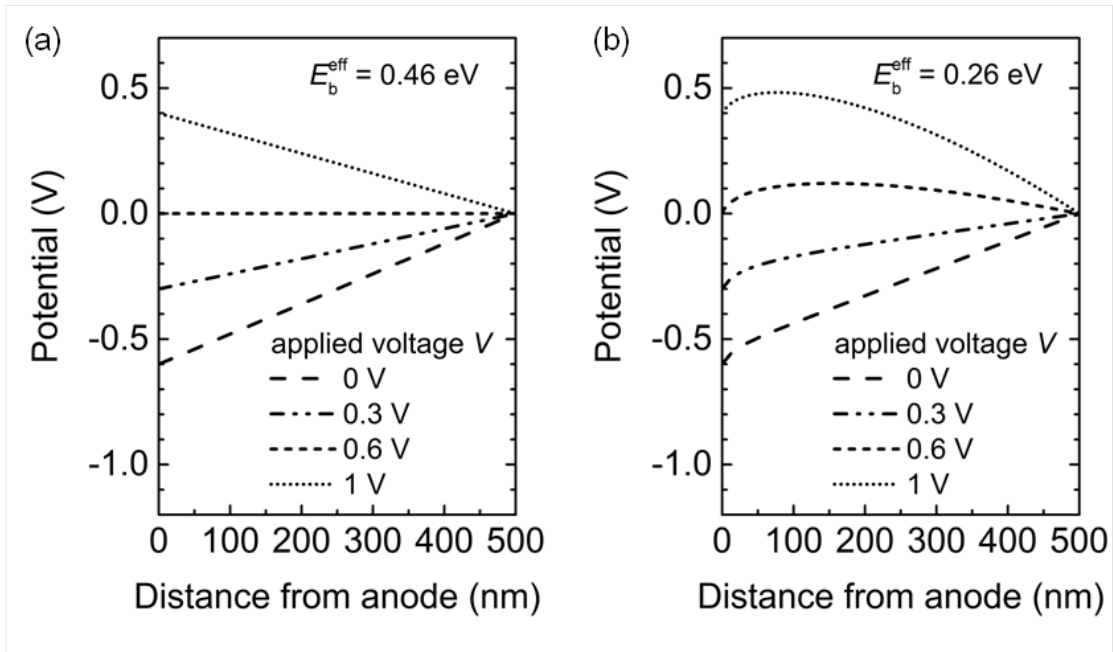 (a)
E_b^eff = 0.46 eV
0.5
0.0
-0.5
-1.0
Potential (V)
applied voltage V
0 V
0.3 V
0.6 V
1 V
0 100 200 300 400 500
Distance from anode (nm)
(b)
E_b^eff = 0.26 eV
0.5
0.0
-0.5
-1.0
Potential (V)
applied voltage V
0 V
0.3 V
0.6 V
1 V
0 100 200 300 400 500
Distance from anode (nm)